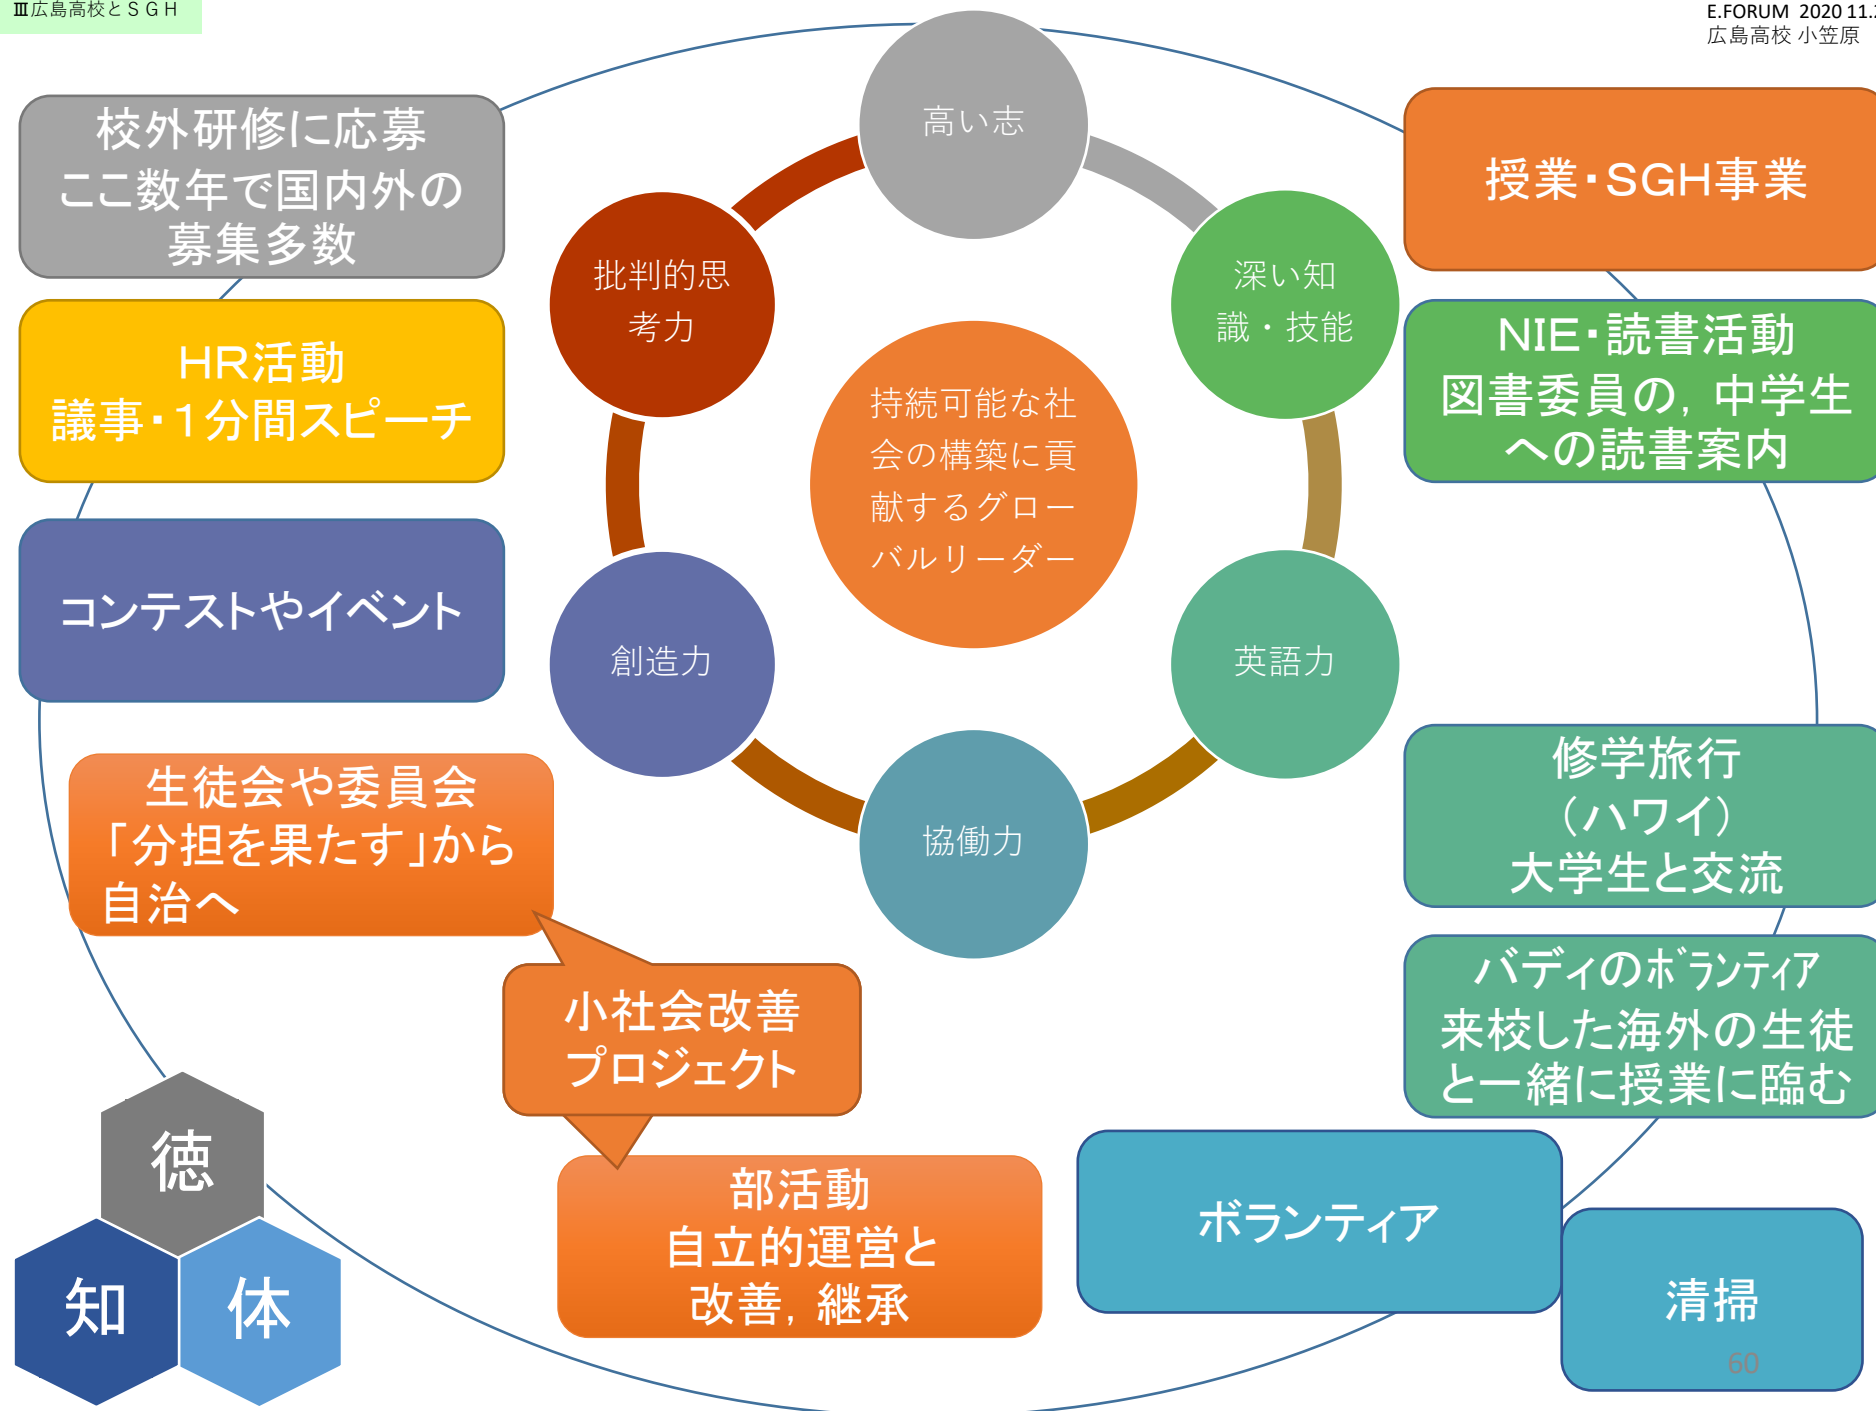 Ⅲ広島高校とＳＧＨ
E.FORUM 2020 11.2
広島高校 小笠原
校外研修に応募
ここ数年で国内外の
募集多数
HR活動
議事・１分間スピーチ
コンテストやイベント
生徒会や委員会
「分担を果たす」から
自治へ
小社会改善
プロジェクト
部活動
自立的運営と
改善，継承
高い志
批判的思
考力
深い知
識・技能
持続可能な社
会の構築に貢
献するグロー
バルリーダー
創造力
英語力
協働力
授業・SGH事業
NIE・読書活動
図書委員の，中学生
への読書案内
修学旅行
（ハワイ）
大学生と交流
バディのﾎﾞﾗﾝティア
来校した海外の生徒
と一緒に授業に臨む
ボランティア
清掃
徳
知
体
60